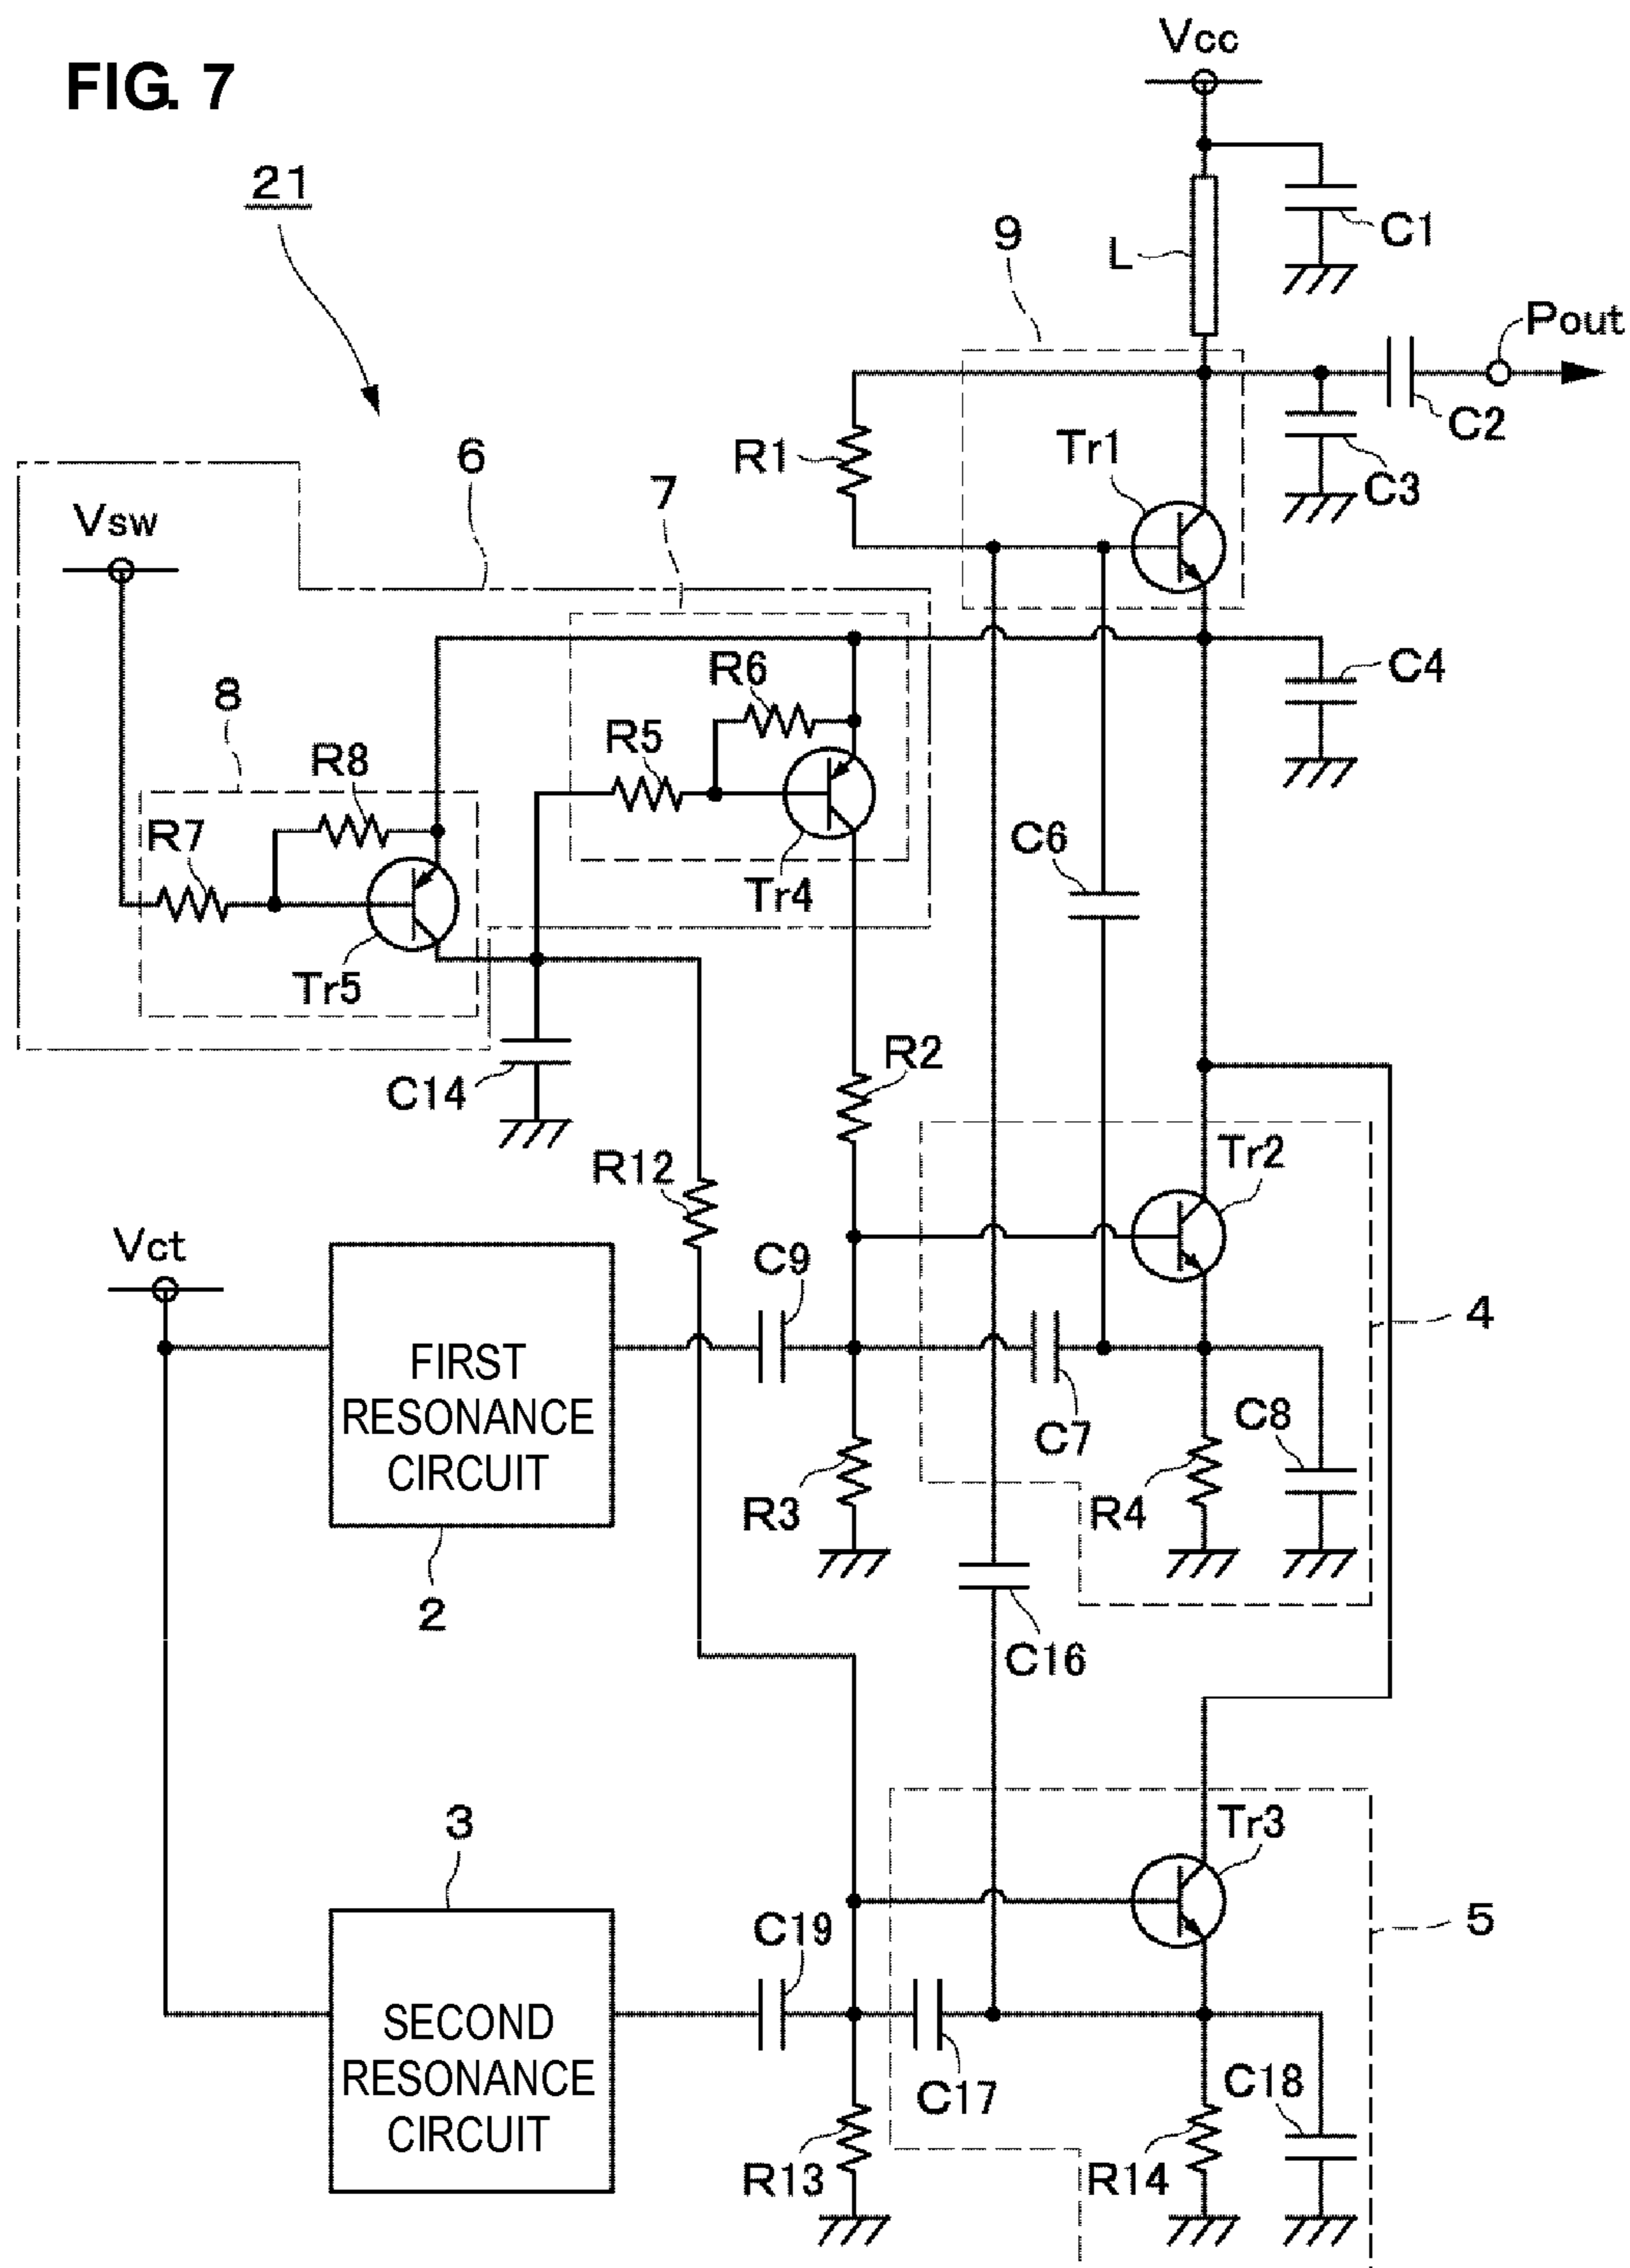 FIG. 7
Vcc
21
C1
L
9
Pout
C2
C3
Tr1
R1
6
7
Vsw
C4
R6
8
R5
R8
R7
C6
Tr4
Tr5
R2
C14
Tr2
R12
Vct
C9
4
FIRST
RESONANCE
CIRCUIT
C8
C7
R3
R4
2
C16
3
Tr3
5
C19
SECOND
RESONANCE
CIRCUIT
C17
C18
R13
R14